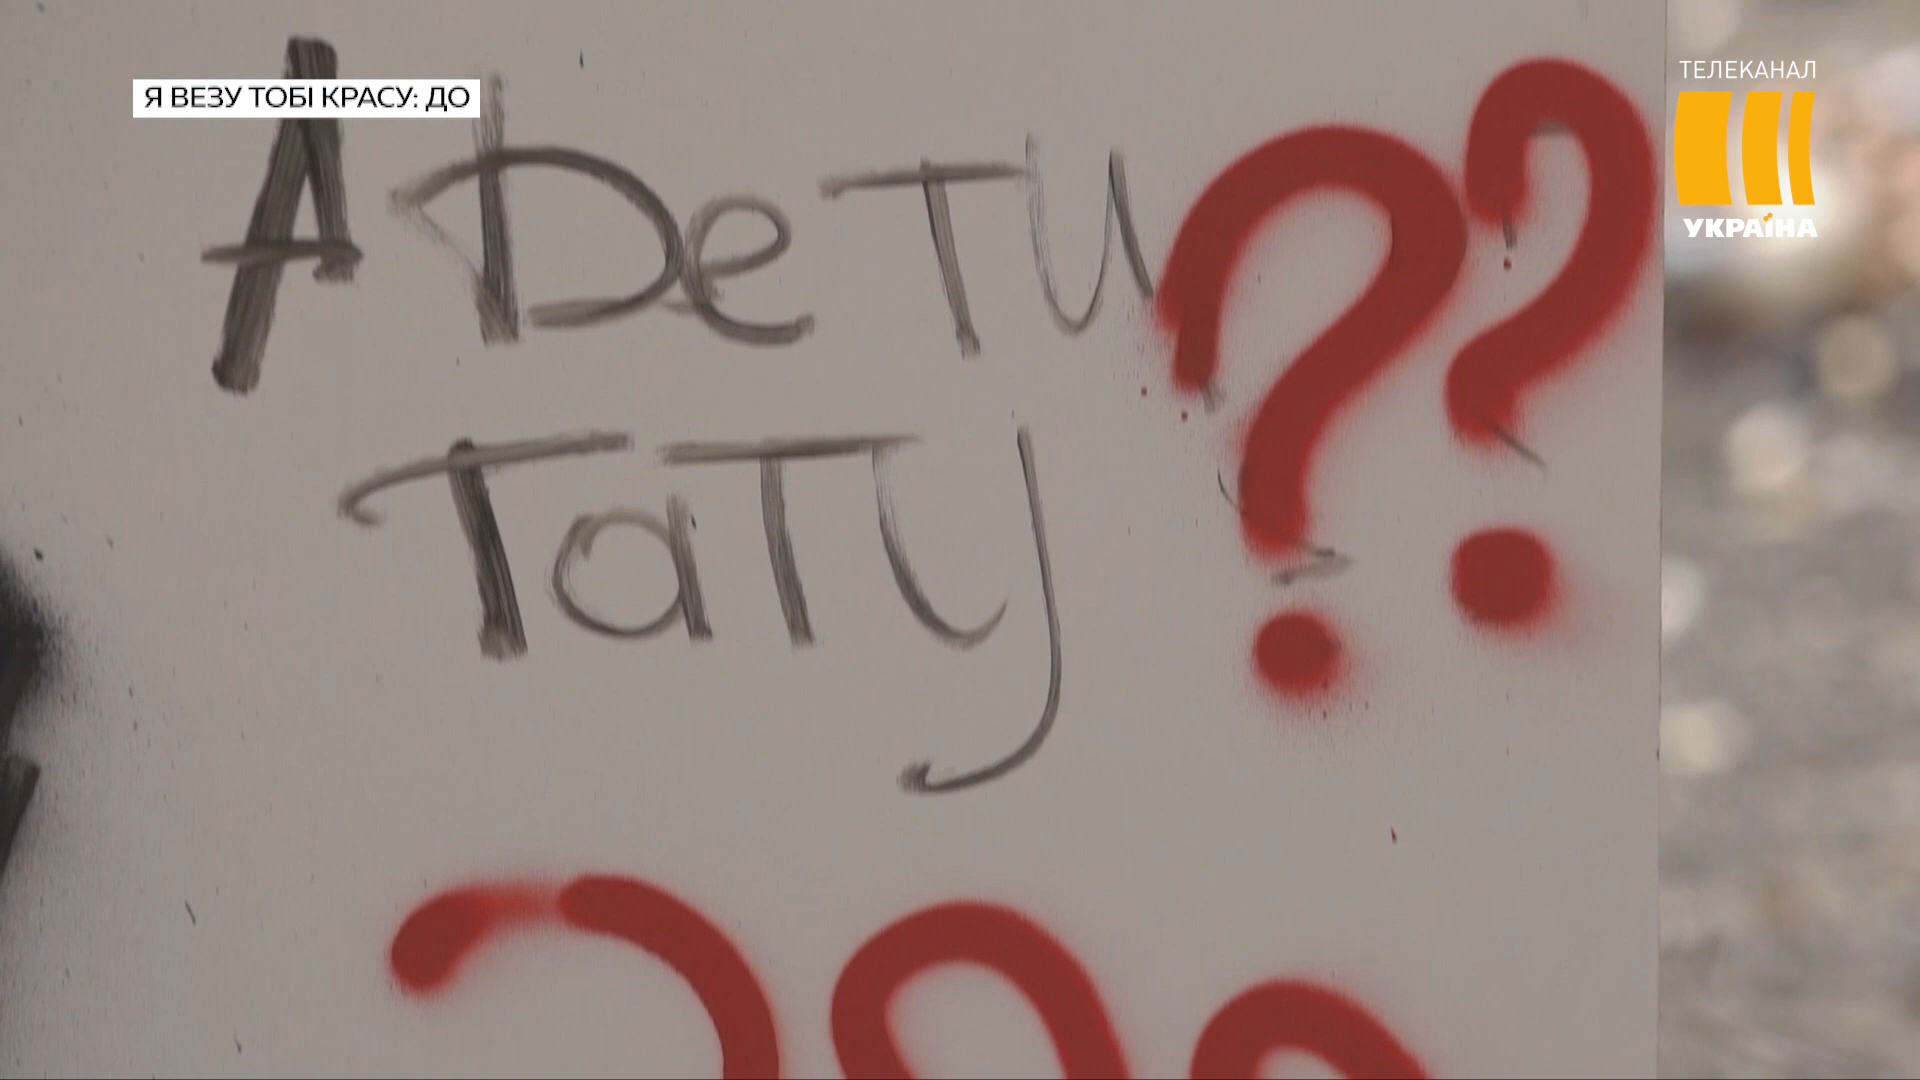 Я ВЕЗУ ТОБІ КРАСУ: ДО
ТЕЛЕКАНАЛ
УКРАЇНА
А Де ти ??
Тату
???